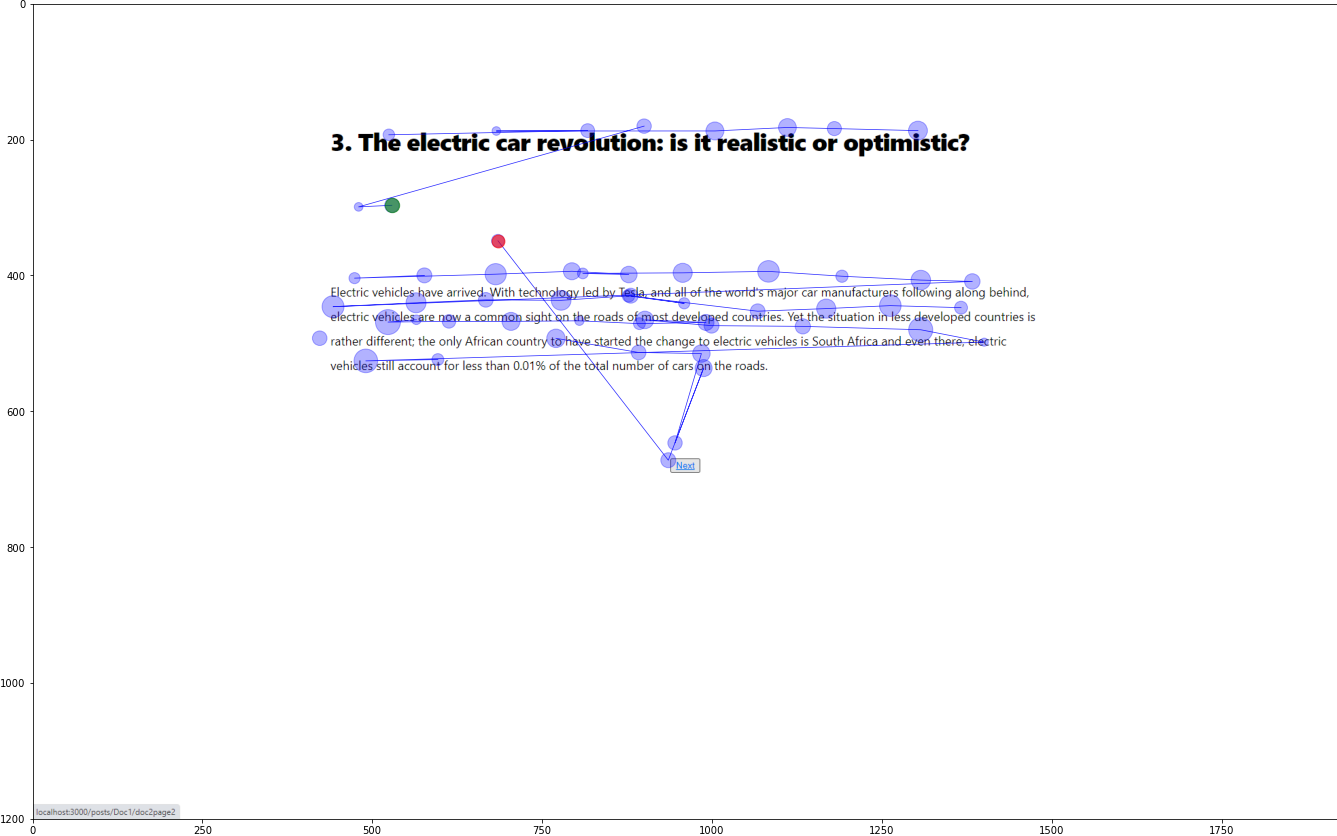 0
200
400
600
800
1000
1200
3. The electric car revolution: is it realistic or optimistic?
Electric vehicles have arrived. With technology led by Tesla, and all of the world's major car manufacturers following along behind,
electric vehicles are now a common sight on the roads of most developed countries. Yet the situation in less developed countries is
rather different; the only African country to have started the change to electric vehicles is South Africa and even there, electric
vehicles still account for less than 0.01% of the total number of cars on the roads.
Next
localhost:3000/posts/Doc1/doc2page2
0 250 500 750 1000 1250 1500 1750